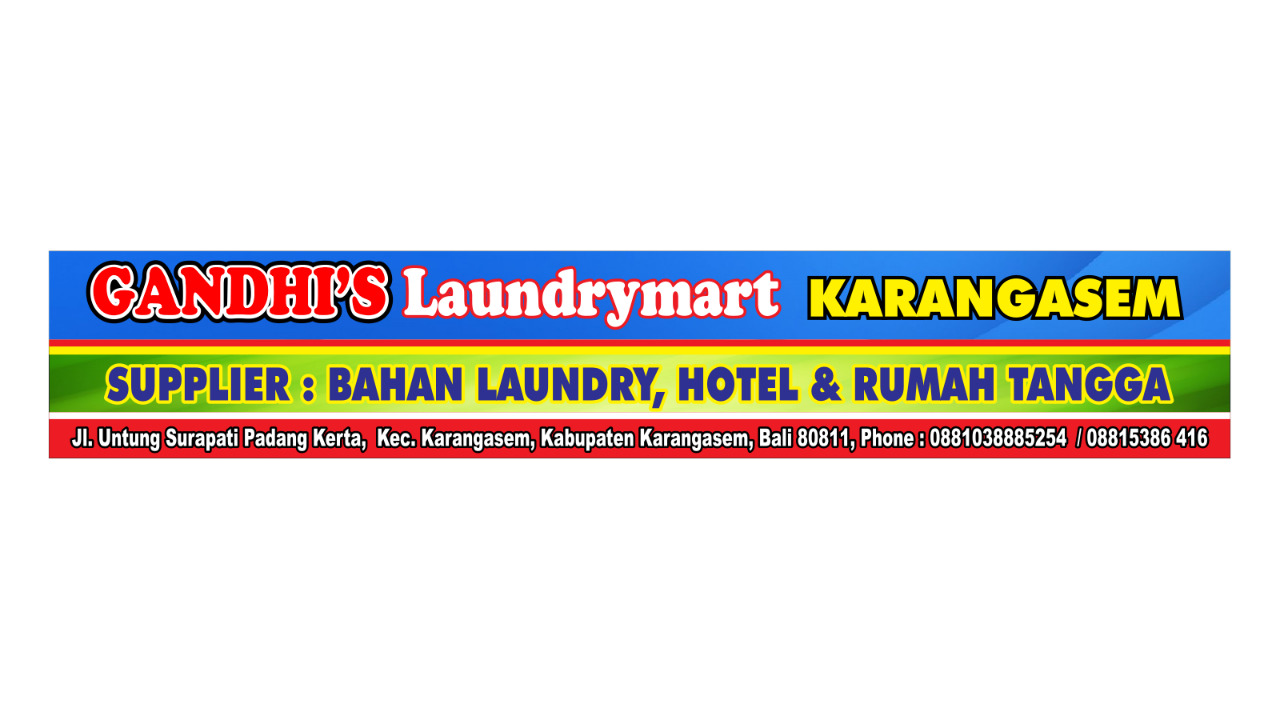 GANDHI'S Laundrymart KARANGASEM
SUPPLIER : BAHAN LAUNDRY, HOTEL & RUMAH TANGGA
Jl. Untung Surapati Padang Kerta, Kec. Karangasem, Kabupaten Karangasem, Bali 80811, Phone : 0881038885254 / 08815386 416